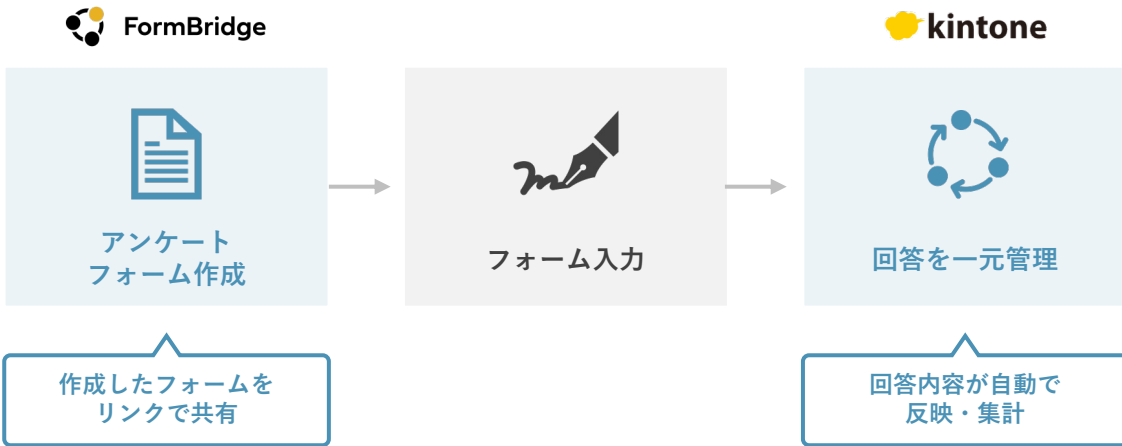 FormBridge
kintone
アンケート
フォーム作成
フォーム入力
回答を一元管理
作成したフォームを
リンクで共有
回答内容が自動で
反映・集計